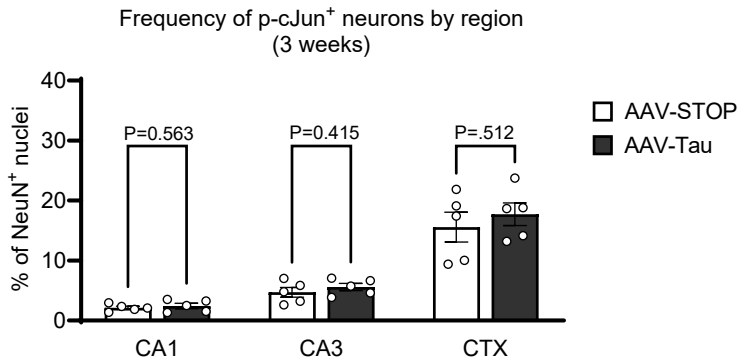 Frequency of p-cJun⁺ neurons by region
(3 weeks)
% of NeuN⁺ nuclei
40
30
20
10
0
P=0.563
P=0.415
P=.512
CA1
CA3
CTX
AAV-STOP
AAV-Tau